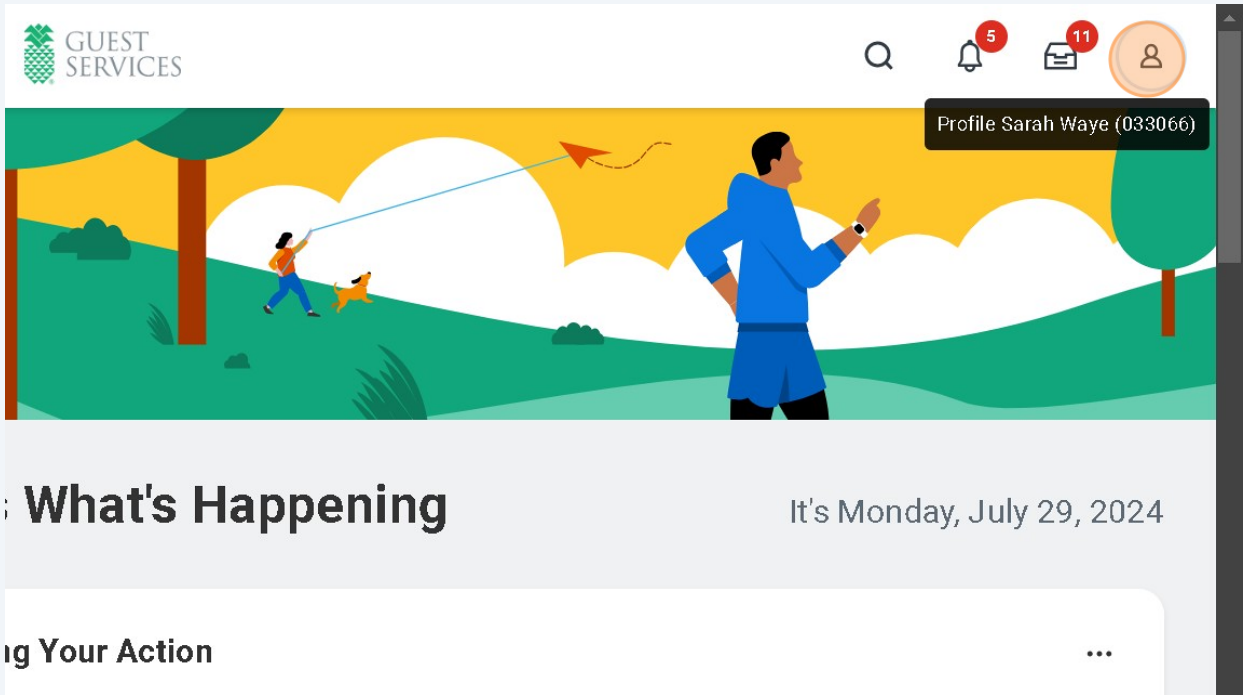 GUEST
SERVICES
5
11
Profile Sarah Waye (033066)
What's Happening
It's Monday, July 29, 2024
Your Action